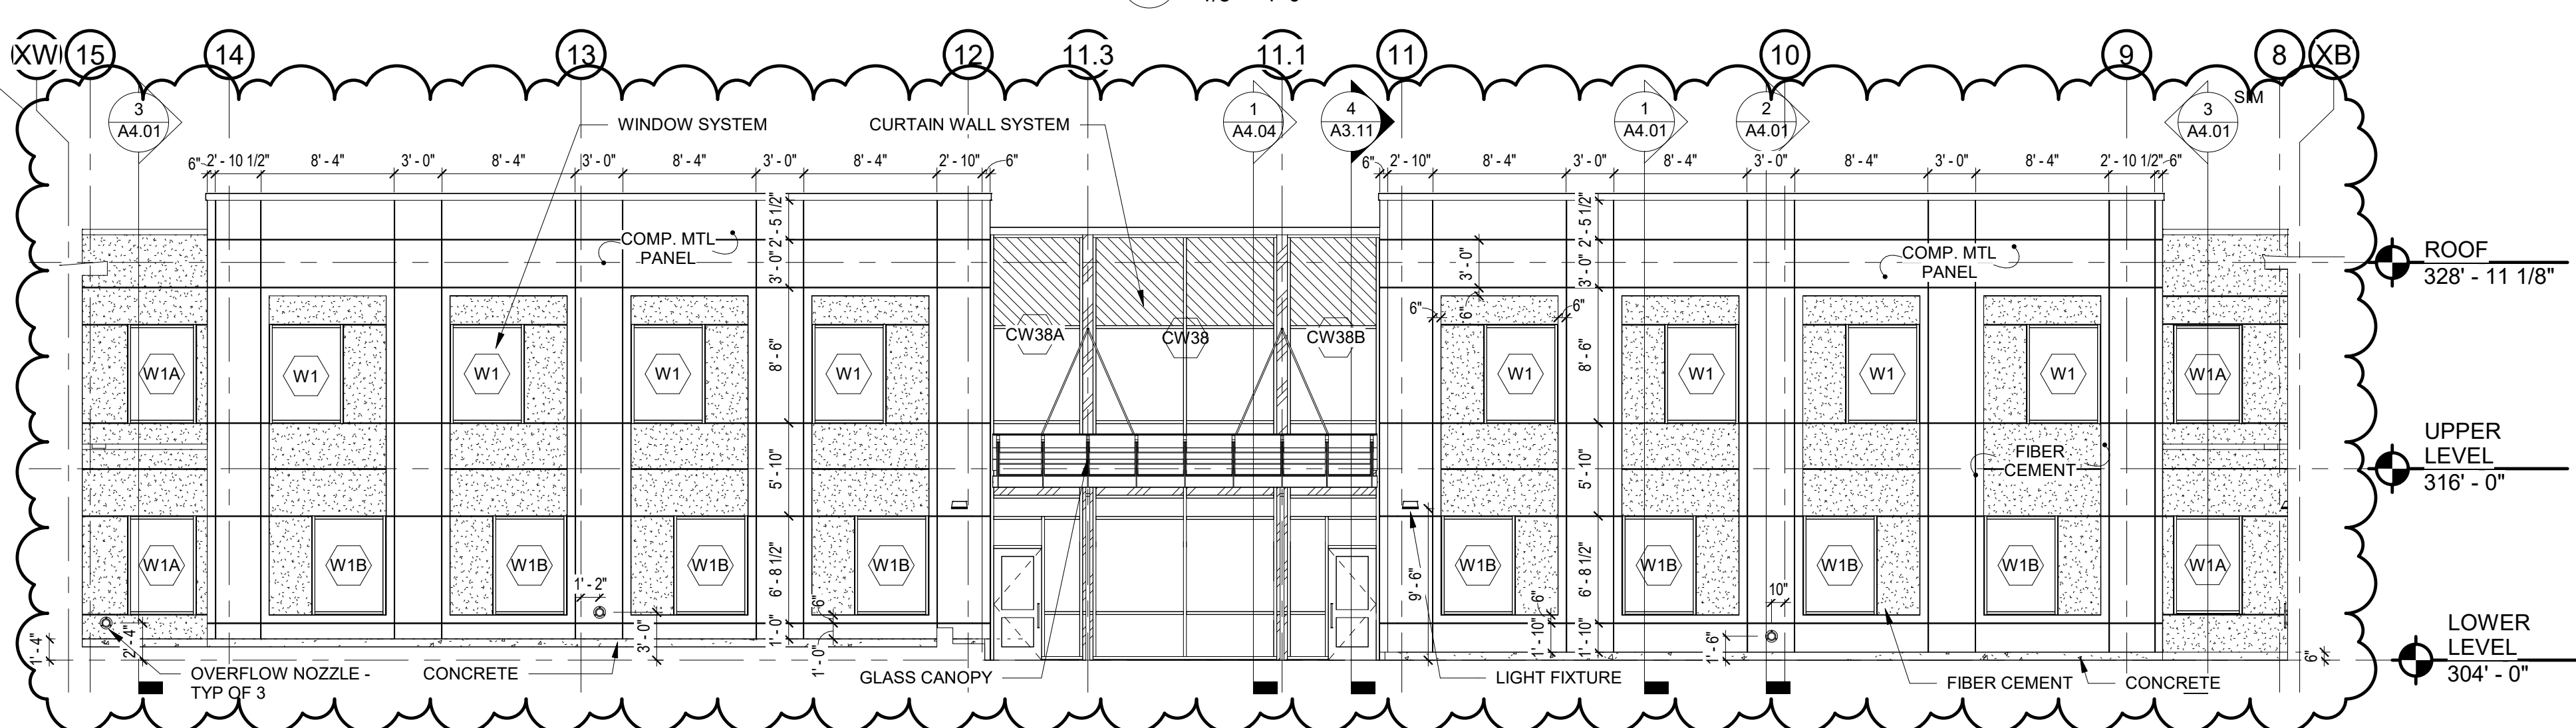 XW 15 14 13 12 11.3 11.1 11 10 9 8 XB
3
A4.01
WINDOW SYSTEM
CURTAIN WALL SYSTEM
1
A4.04
4
A3.11
1
A4.01
2
A4.01
3
A4.01
SIM
6" 2' - 10 1/2" 8' - 4" 3' - 0" 8' - 4" 3' - 0" 8' - 4" 3' - 0" 8' - 4" 2' - 10" 6"
6" 2' - 10" 8' - 4" 3' - 0" 8' - 4" 3' - 0" 8' - 4" 3' - 0" 8' - 4" 2' - 10 1/2" 6"
2' - 5 1/2"
3' - 0"
8' - 6"
5' - 10"
6' - 8 1/2"
6"
1' - 0"
1' - 0"
COMP. MTL
PANEL
2' - 5 1/2"
3' - 0"
8' - 6"
5' - 10"
6' - 8 1/2"
6"
1' - 10"
1' - 10"
3' - 0"
6"
6"
6"
COMP. MTL
PANEL
ROOF
328' - 11 1/8"
CW38A CW38 CW38B
W1A W1 W1 W1 W1 W1 W1 W1 W1 W1A
FIBER
CEMENT
UPPER
LEVEL
316' - 0"
W1A W1B W1B W1B W1B W1B W1B W1B W1B W1A
1' - 2"
9' - 6"
10"
1' - 4"
2' - 4"
3' - 0"
1' - 6"
6"
LOWER
LEVEL
304' - 0"
OVERFLOW NOZZLE -
TYP OF 3
CONCRETE
GLASS CANOPY
LIGHT FIXTURE
FIBER CEMENT
CONCRETE